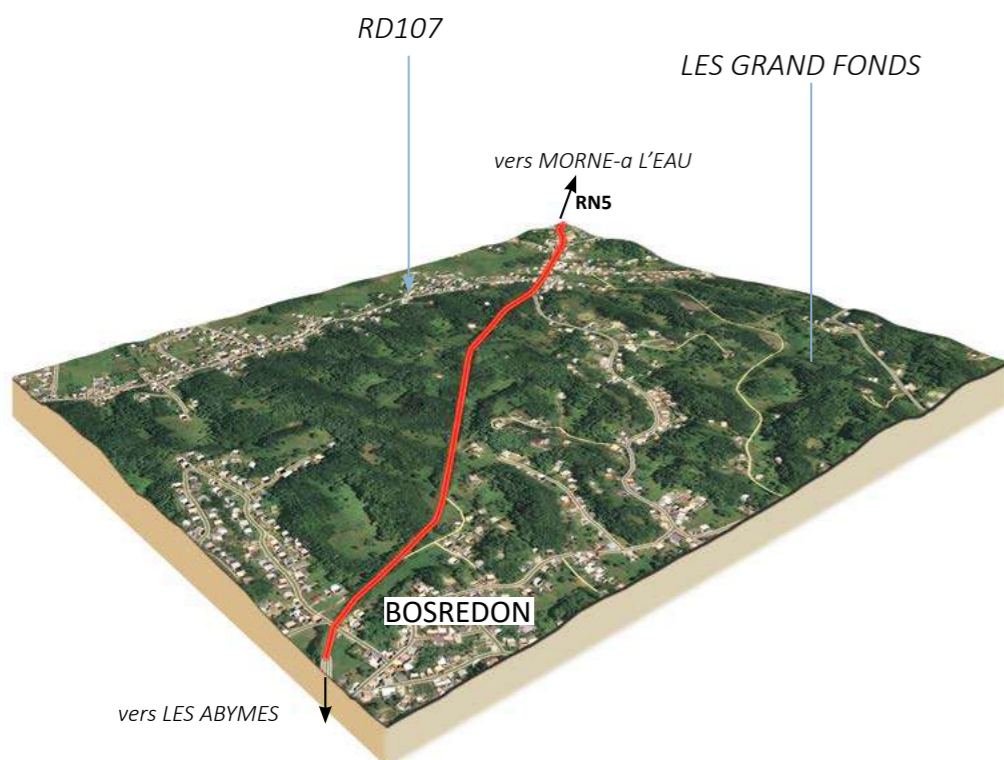 RD107
LES GRAND FONDS
vers MORNE-a L'EAU
RN5
BOSREDON
vers LES ABYMES